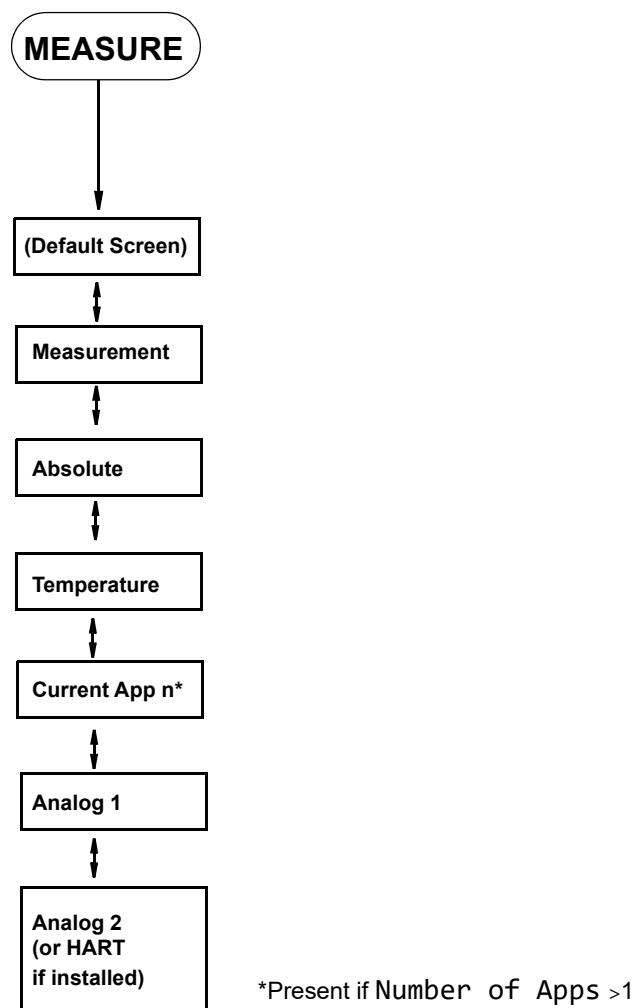 MEASURE
(Default Screen)
Measurement
Absolute
Temperature
Current App n*
Analog 1
Analog 2
(or HART
if installed)
*Present if Number of Apps >1